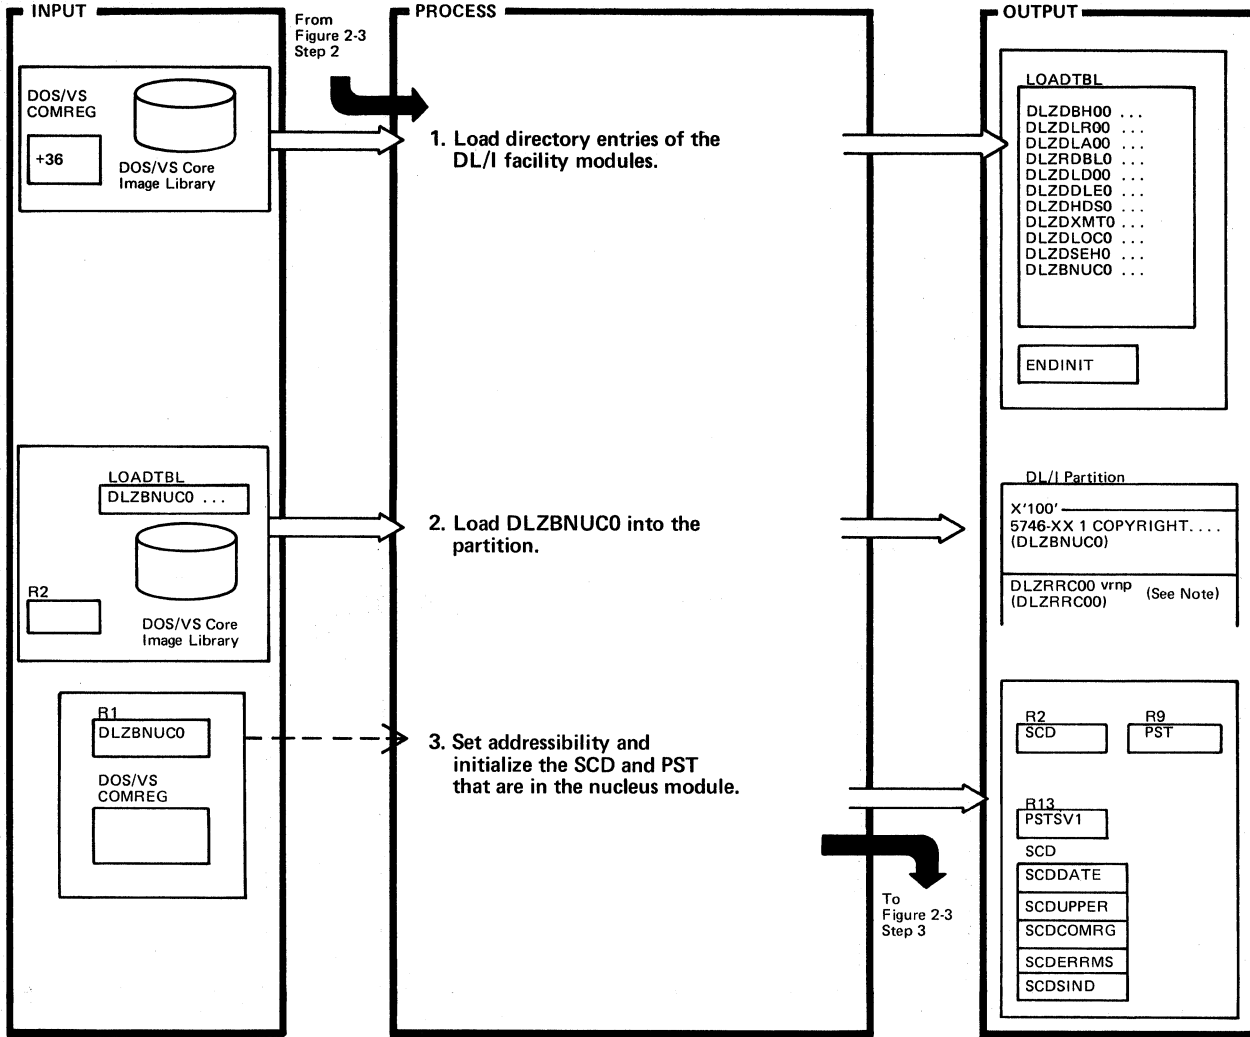 INPUT
From
Figure 2-3
Step 2
PROCESS
OUTPUT
DOS/VS
COMREG
+36
DOS/VS Core
Image Library
1. Load directory entries of the
DL/I facility modules.
LOADTBL
DLZDBH00 ...
DLZDLR00 ...
DLZDLA00 ...
DLZRDBL0 ...
DLZDLD00 ...
DLZDDLE0 ...
DLZDHDS0 ...
DLZDXMT0 ...
DLZDLOC0 ...
DLZDSEH0 ...
DLZBNUC0 ...
ENDINIT
LOADTBL
DLZBNUC0 ...
R2
DOS/VS Core
Image Library
2. Load DLZBNUC0 into the
partition.
DL/I Partition
X'100'
5746-XX 1 COPYRIGHT....
(DLZBNUC0)
DLZRRC00 vrnp (See Note)
(DLZRRC00)
R1
DLZBNUC0
DOS/VS
COMREG
3. Set addressibility and
initialize the SCD and PST
that are in the nucleus module.
To
Figure 2-3
Step 3
R2
SCD
R9
PST
R13
PSTSV1
SCD
SCDDATE
SCDUPPER
SCDCOMRG
SCDERRMS
SCDSIND